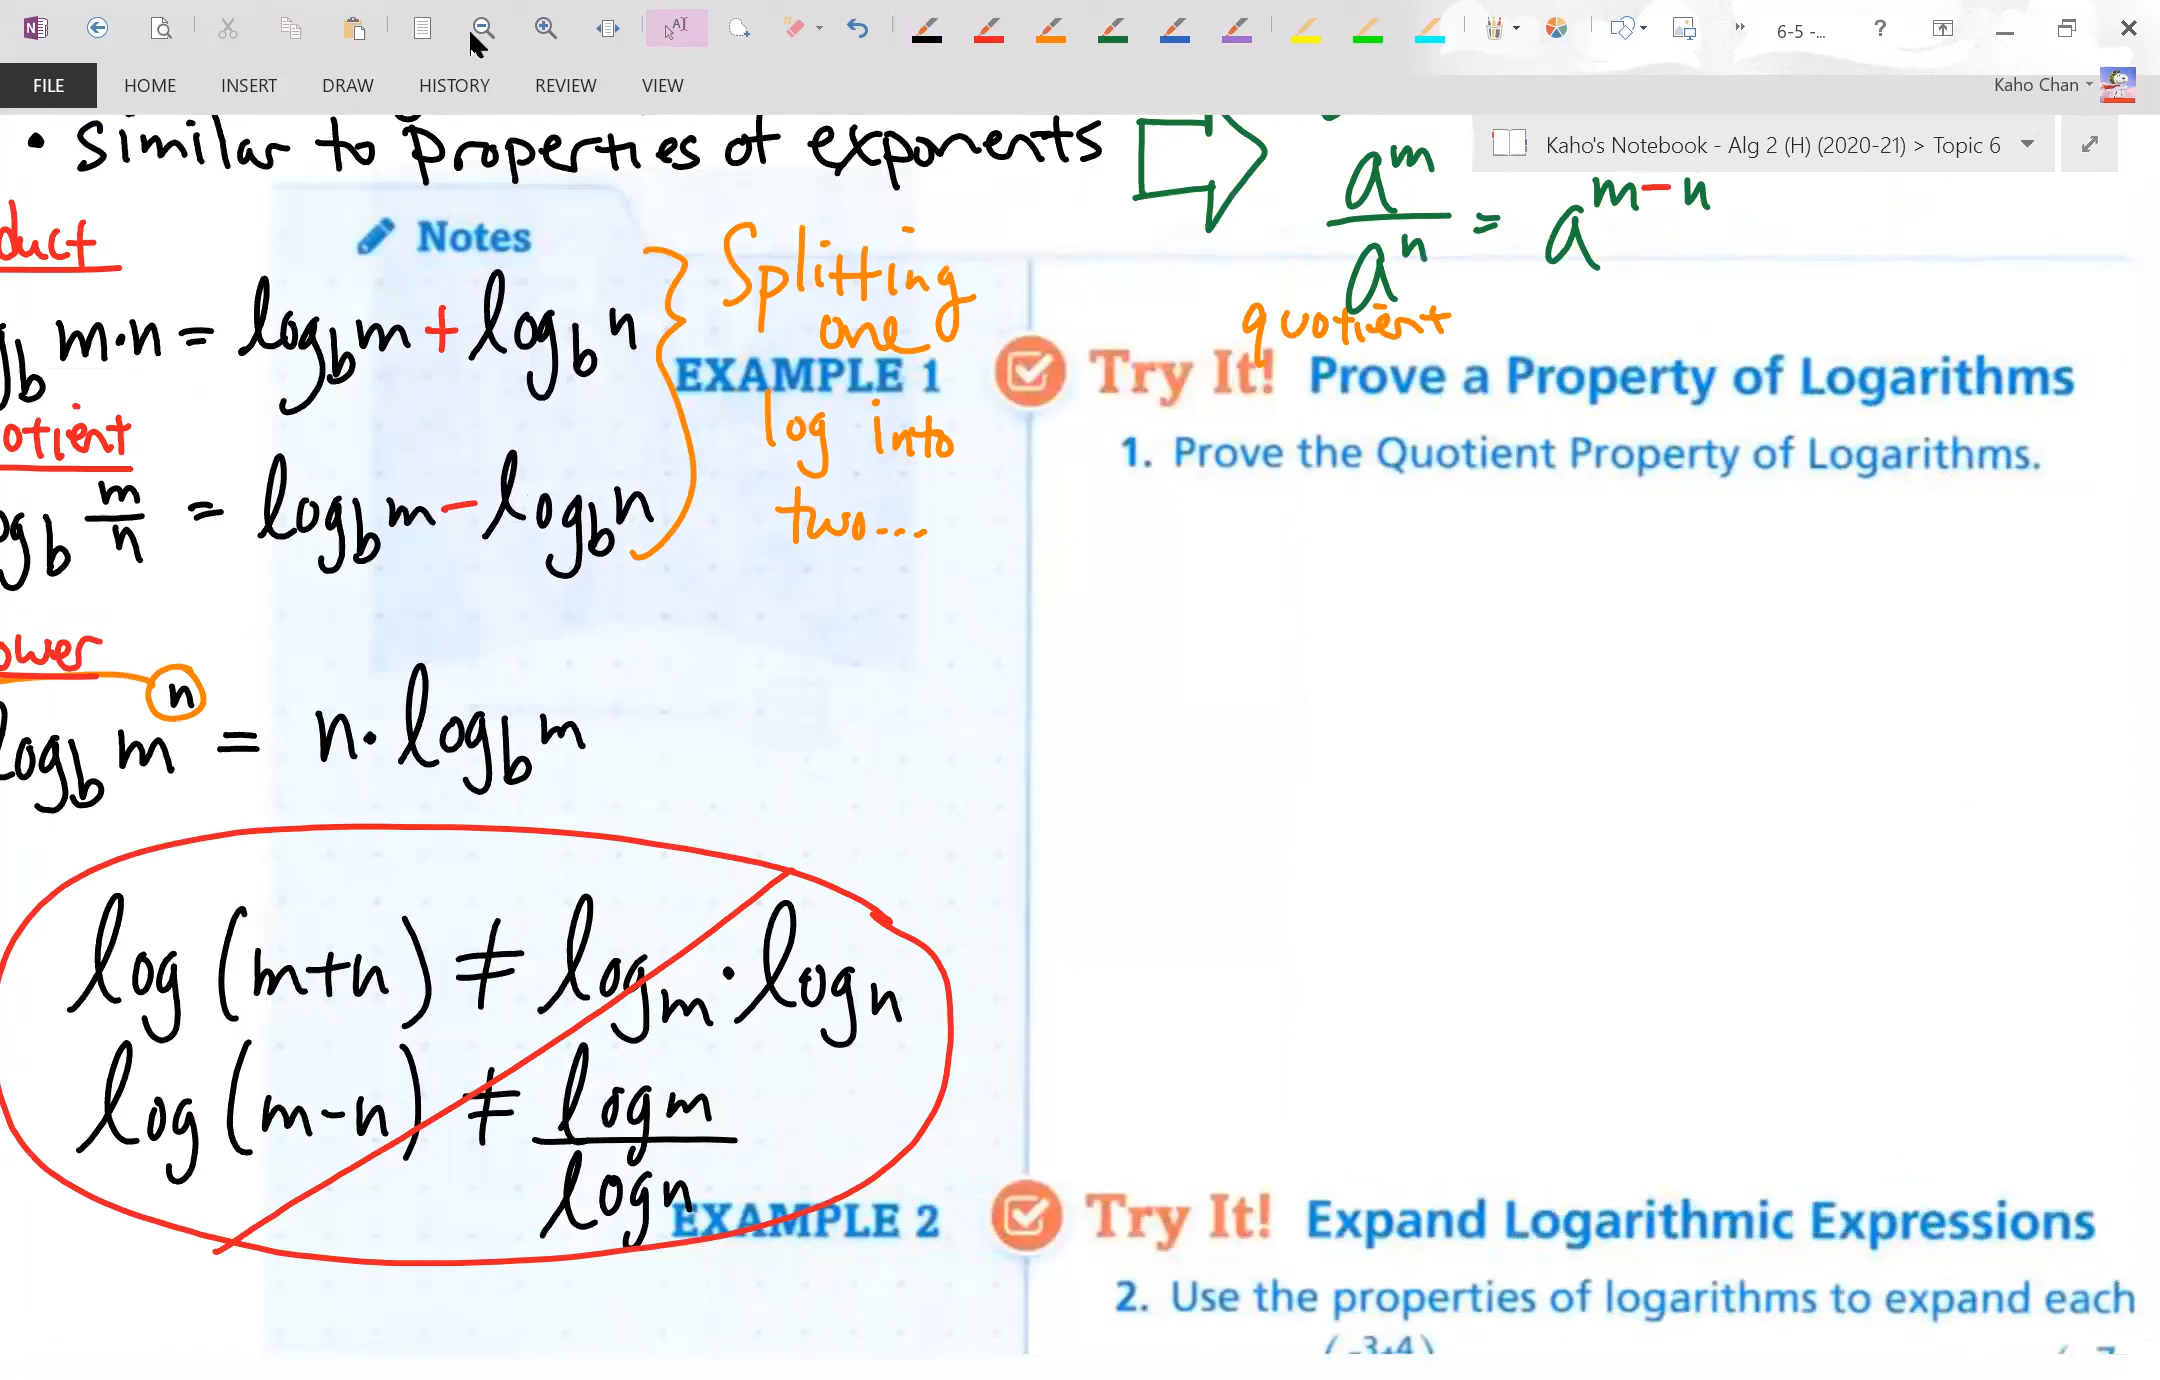 6-5 -...
?
FILE HOME INSERT DRAW HISTORY REVIEW VIEW
Kaho Chan
Kaho's Notebook - Alg 2 (H) (2020-21) > Topic 6
• similar to properties of exponents
a^m / a^n = a^(m-n)
quotient
duct
Notes
g_b m·n = log_b m + log_b n
otient
og_b m/n = log_b m - log_b n
Splitting
one
log into
two...
ower
log_b m^n = n · log_b m
log (m+n) ≠ log m · log n
log (m-n) ≠ log m / log n
EXAMPLE 1 Try It! Prove a Property of Logarithms
1. Prove the Quotient Property of Logarithms.
EXAMPLE 2 Try It! Expand Logarithmic Expressions
2. Use the properties of logarithms to expand each